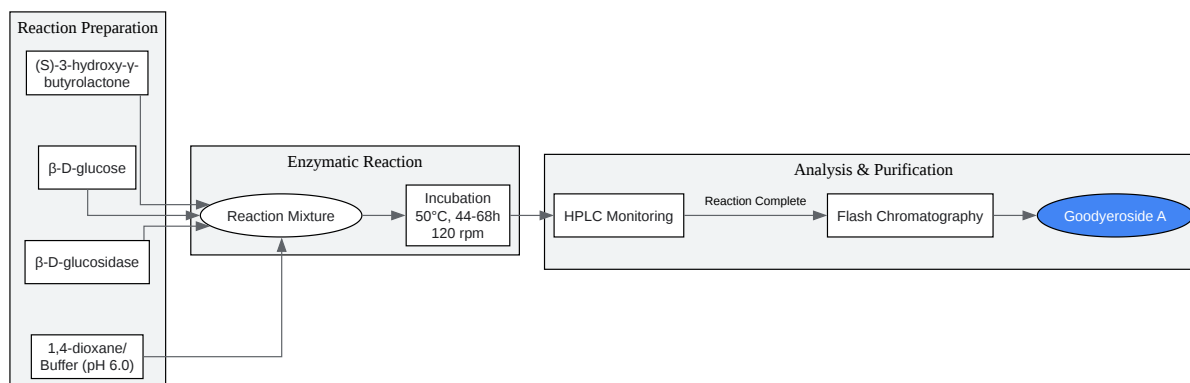 Reaction Preparation
(S)-3-hydroxy-γ-
butyrolactone
β-D-glucose
β-D-glucosidase
1,4-dioxane/
Buffer (pH 6.0)
Enzymatic Reaction
Reaction Mixture
Incubation
50°C, 44-68h
120 rpm
Analysis & Purification
HPLC Monitoring
Reaction Complete
Flash Chromatography
Goodyeroside A